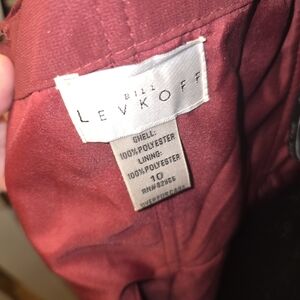 BILL
LEVKOFF
SHELL:
100% POLYESTER
LINING:
100% POLYESTER
10